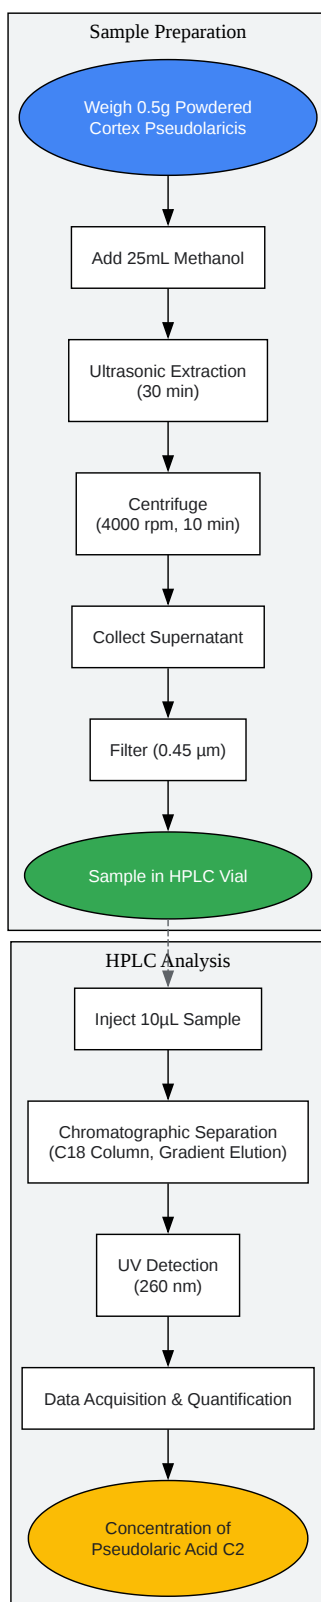 Sample Preparation
Weigh 0.5g Powdered
Cortex Pseudolaricis
Add 25mL Methanol
Ultrasonic Extraction
(30 min)
Centrifuge
(4000 rpm, 10 min)
Collect Supernatant
Filter (0.45 µm)
Sample in HPLC Vial
HPLC Analysis
Inject 10µL Sample
Chromatographic Separation
(C18 Column, Gradient Elution)
UV Detection
(260 nm)
Data Acquisition & Quantification
Concentration of
Pseudolaric Acid C2